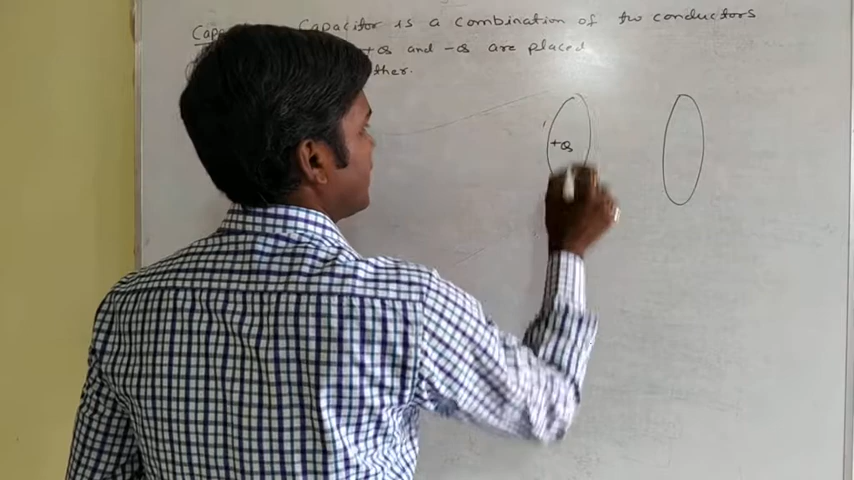 Capacitor is a combination of two conductors
+Q and -Q are placed
+Q